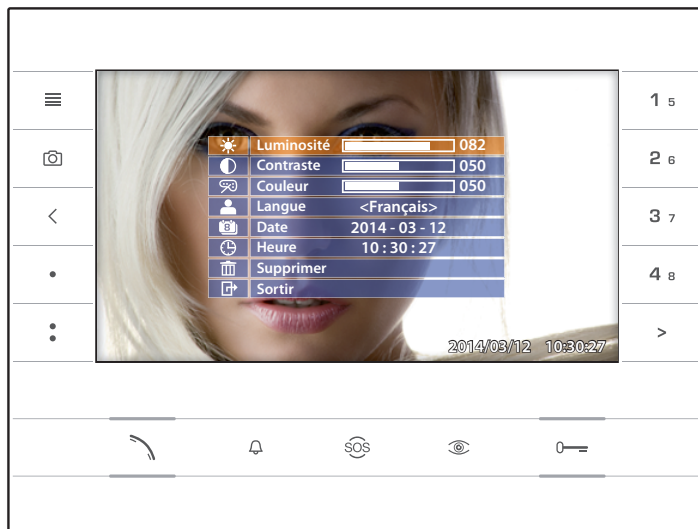 Luminosité 082
Contraste 050
Couleur 050
Langue <Français>
8 Date 2014 - 03 - 12
Heure 10 : 30 : 27
Supprimer
Sortir
2014/03/12 10:30:27
1 5
2 6
3 7
4 8
>
SOS